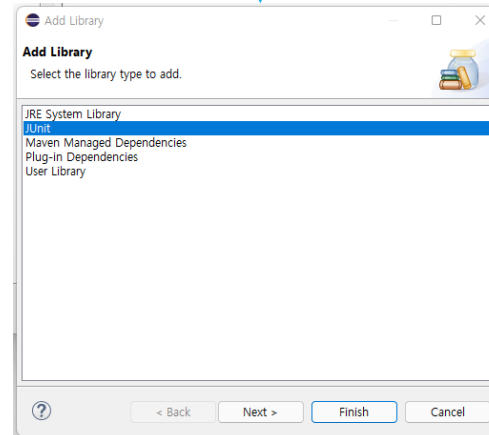 Add Library
Add Library
Select the library type to add.
JRE System Library
JUnit
Maven Managed Dependencies
Plug-in Dependencies
User Library
?
< Back Next > Finish Cancel